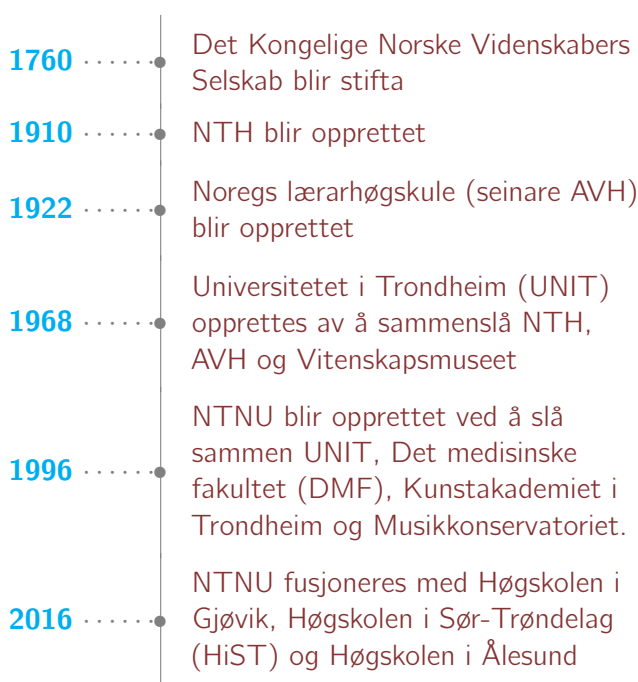 1760 Det Kongelige Norske Videnskabers
Selskab blir stifta
1910 NTH blir opprettet
1922 Noregs lærarhøgskule (seinare AVH)
blir opprettet
1968 Universitetet i Trondheim (UNIT)
opprettes av å sammenslå NTH,
AVH og Vitenskapsmuseet
1996 NTNU blir opprettet ved å slå
sammen UNIT, Det medisinske
fakultet (DMF), Kunstakademiet i
Trondheim og Musikkonservatoriet.
2016 NTNU fusjoneres med Høgskolen i
Gjøvik, Høgskolen i Sør-Trøndelag
(HiST) og Høgskolen i Ålesund